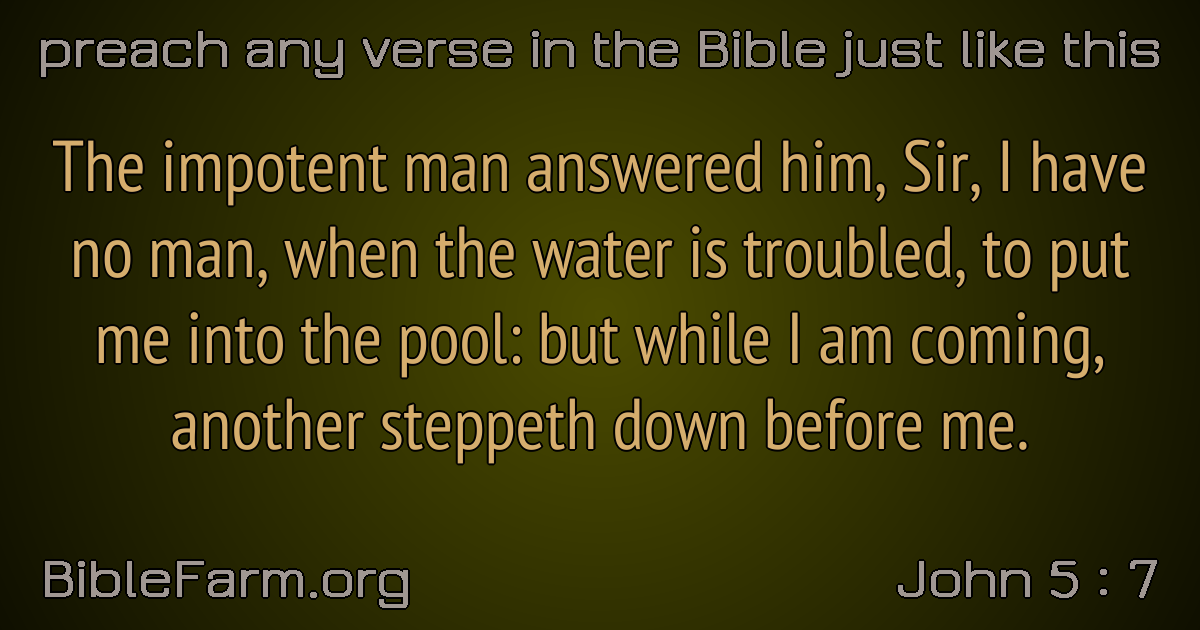 preach any verse in the Bible just like this
The impotent man answered him, Sir, I have
no man, when the water is troubled, to put
me into the pool: but while I am coming,
another steppeth down before me.
BibleFarm.org
John 5 : 7